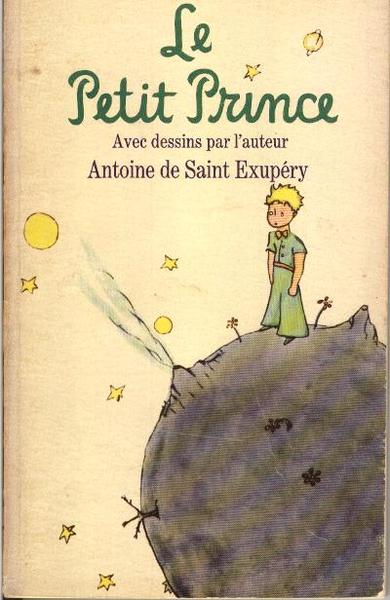 Le
Petit Prince
Avec dessins par l'auteur
Antoine de Saint Exupéry